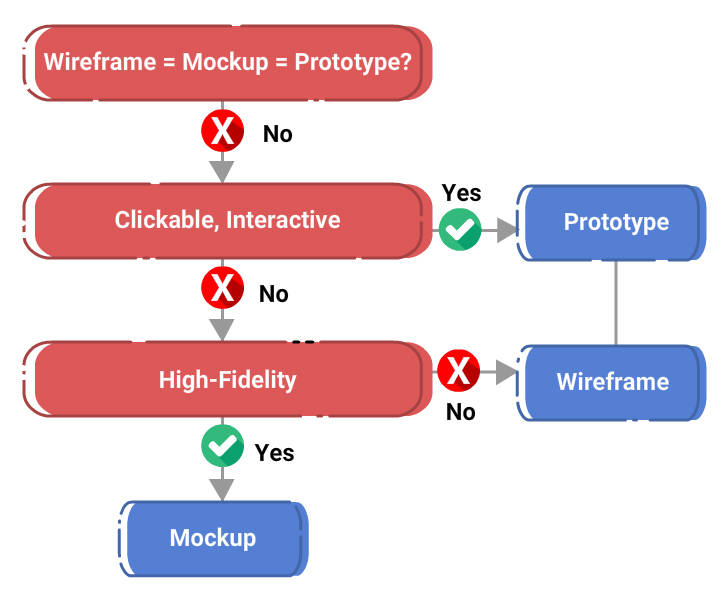 Wireframe = Mockup = Prototype?
X
No
Clickable, Interactive
Yes
Prototype
X
No
High-Fidelity
X
No
Wireframe
Yes
Mockup